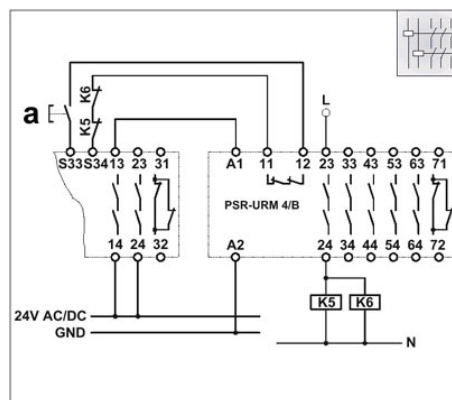 a
K6
K5
L
S33 S34 13 23 31
A1 11 12 23 33 43 53 63 71
PSR-URM 4/B
14 24 32
A2 24 34 44 54 64 72
K5 K6
24V AC/DC
GND
N